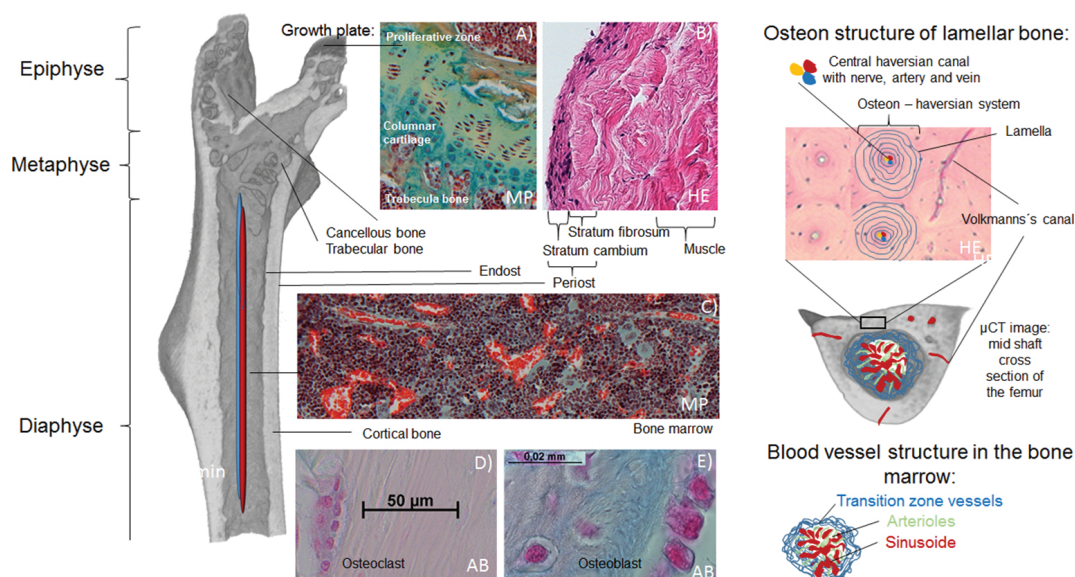 Epiphyse
Metaphyse
Diaphyse
Growth plate:
Proliferative zone
A)
Columnar
cartilage
Trabecula bone
MP
B)
HE
Stratum fibrosum
Stratum cambium
Muscle
Periost
Endost
Cancellous bone
Trabecular bone
C)
MP
Bone marrow
Cortical bone
min
D)
50 µm
Osteoclast
AB
E)
0,02 mm
Osteoblast
AB
Osteon structure of lamellar bone:
Central haversian canal
with nerve, artery and vein
Osteon – haversian system
Lamella
Volkmanns´s canal
HE
µCT image:
mid shaft
cross
section of
the femur
Blood vessel structure in the bone
marrow:
Transition zone vessels
Arterioles
Sinusoide